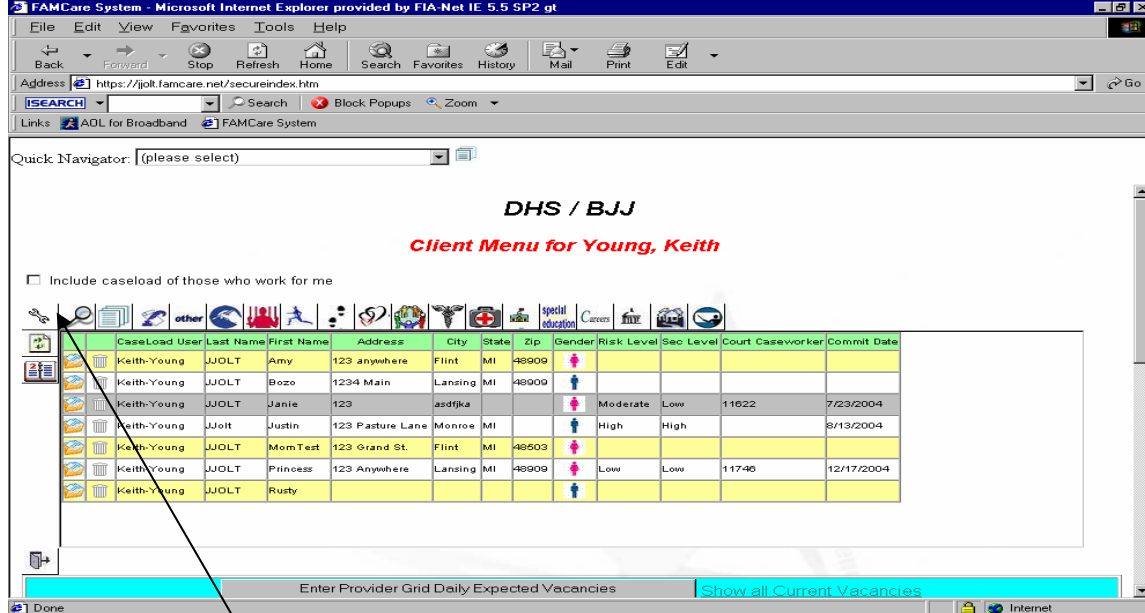 FAMCare System - Microsoft Internet Explorer provided by FIA-Net IE 5.5 SP2 gt
File Edit View Favorites Tools Help
Back Forward Stop Refresh Home Search Favorites History Mail Print Edit
Address https://jjolt.famcare.net/secureindex.htm Go
ISEARCH Search Block Popups Zoom
Links AOL for Broadband FAMCare System
Quick Navigator: (please select)
DHS / BJJ
Client Menu for Young, Keith
Include caseload of those who work for me
other special education Careers
CaseLoad User Last Name First Name Address City State Zip Gender Risk Level Sec Level Court Caseworker Commit Date
Keith-Young JJOLT Amy 123 anywhere Flint MI 48909
Keith-Young JJOLT Bozo 1234 Main Lansing MI 48909
Keith-Young JJOLT Janie 123 asdfjka Moderate Low 11622 7/23/2004
Keith-Young JJolt Justin 123 Pasture Lane Monroe MI High High 8/13/2004
Keith-Young JJOLT MomTest 123 Grand St. Flint MI 48503
Keith-Young JJOLT Princess 123 Anywhere Lansing MI 48909 Low Low 11746 12/17/2004
Keith-Young JJOLT Rusty
Enter Provider Grid Daily Expected Vacancies Show all Current Vacancies
Done Internet